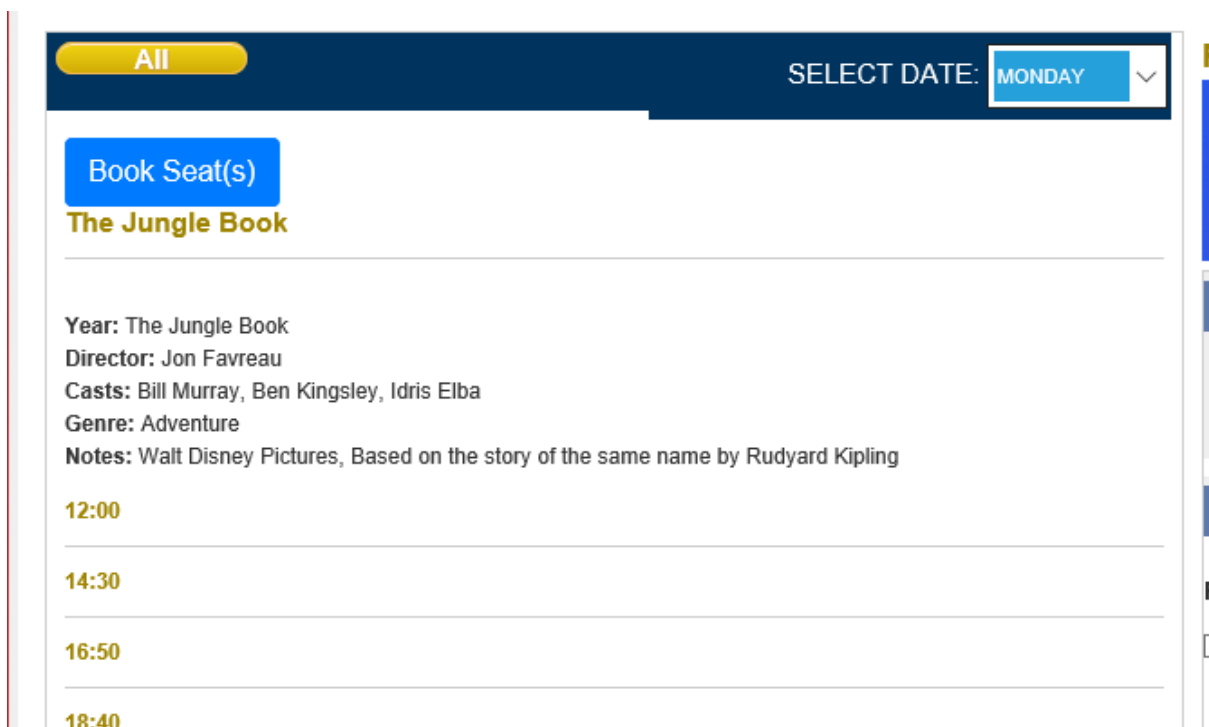 All
SELECT DATE: MONDAY
Book Seat(s)
The Jungle Book
Year: The Jungle Book
Director: Jon Favreau
Casts: Bill Murray, Ben Kingsley, Idris Elba
Genre: Adventure
Notes: Walt Disney Pictures, Based on the story of the same name by Rudyard Kipling
12:00
14:30
16:50
18:40